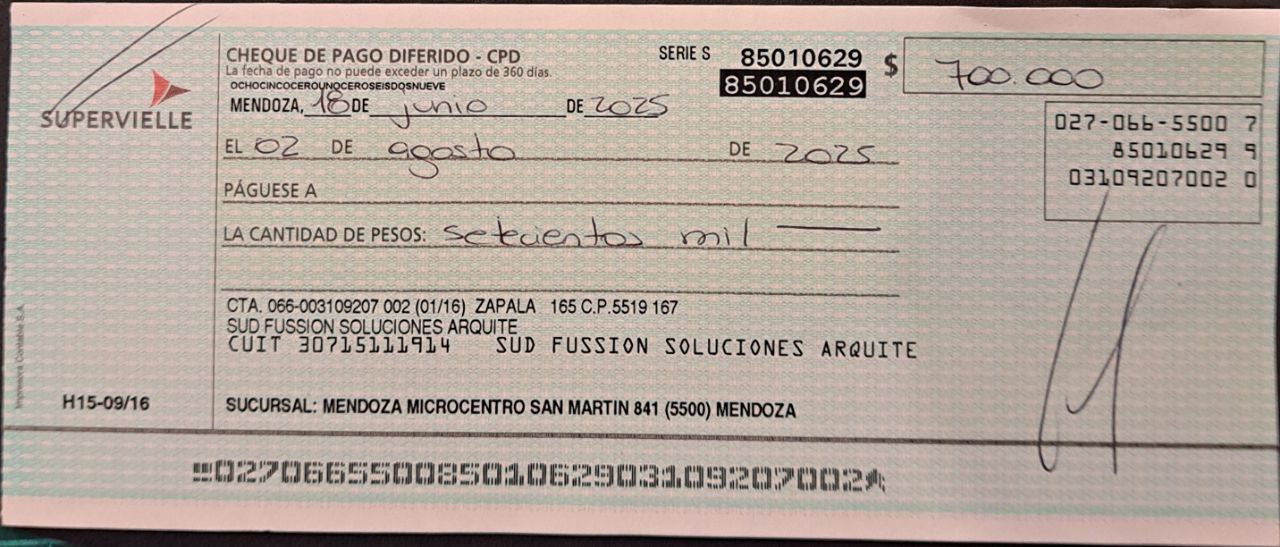 SUPERVIELLE
CHEQUE DE PAGO DIFERIDO - CPD
La fecha de pago no puede exceder un plazo de 360 días.
OCHOCINCOCEROUNOCEROSEISDOSNUEVE
SERIE S 85010629
85010629
$ 700.000
MENDOZA, 18 DE junio DE 2025
EL 02 DE agosto DE 2025
027-066-5500 7
85010629 9
03109207002 0
PÁGUESE A
LA CANTIDAD DE PESOS: setecientos mil
CTA. 066-003109207 002 (01/16) ZAPALA 165 C.P.5519 167
SUD FUSSION SOLUCIONES ARQUITE
CUIT 30715111914 SUD FUSSION SOLUCIONES ARQUITE
Impresora Contable S.A.
H15-09/16
SUCURSAL: MENDOZA MICROCENTRO SAN MARTIN 841 (5500) MENDOZA
02706655008501062903109207002